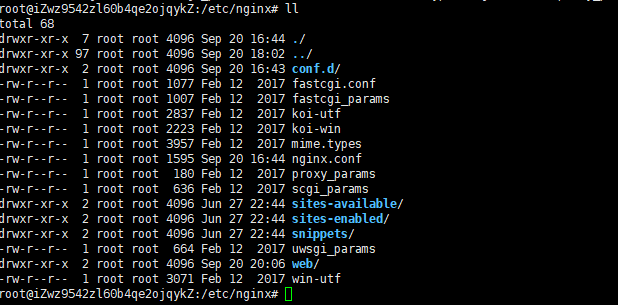 root@iZwz9542zl60b4qe2ojqykZ:/etc/nginx# ll
total 68
drwxr-xr-x  7 root root 4096 Sep 20 16:44 ./
drwxr-xr-x 97 root root 4096 Sep 20 18:02 ../
drwxr-xr-x  2 root root 4096 Sep 20 16:43 conf.d/
-rw-r--r--  1 root root 1077 Feb 12  2017 fastcgi.conf
-rw-r--r--  1 root root 1007 Feb 12  2017 fastcgi_params
-rw-r--r--  1 root root 2837 Feb 12  2017 koi-utf
-rw-r--r--  1 root root 2223 Feb 12  2017 koi-win
-rw-r--r--  1 root root 3957 Feb 12  2017 mime.types
-rw-r--r--  1 root root 1595 Sep 20 16:44 nginx.conf
-rw-r--r--  1 root root  180 Feb 12  2017 proxy_params
-rw-r--r--  1 root root  636 Feb 12  2017 scgi_params
drwxr-xr-x  2 root root 4096 Jun 27 22:44 sites-available/
drwxr-xr-x  2 root root 4096 Jun 27 22:44 sites-enabled/
drwxr-xr-x  2 root root 4096 Jun 27 22:44 snippets/
-rw-r--r--  1 root root  664 Feb 12  2017 uwsgi_params
drwxr-xr-x  2 root root 4096 Sep 20 20:06 web/
-rw-r--r--  1 root root 3071 Feb 12  2017 win-utf
root@iZwz9542zl60b4qe2ojqykZ:/etc/nginx#